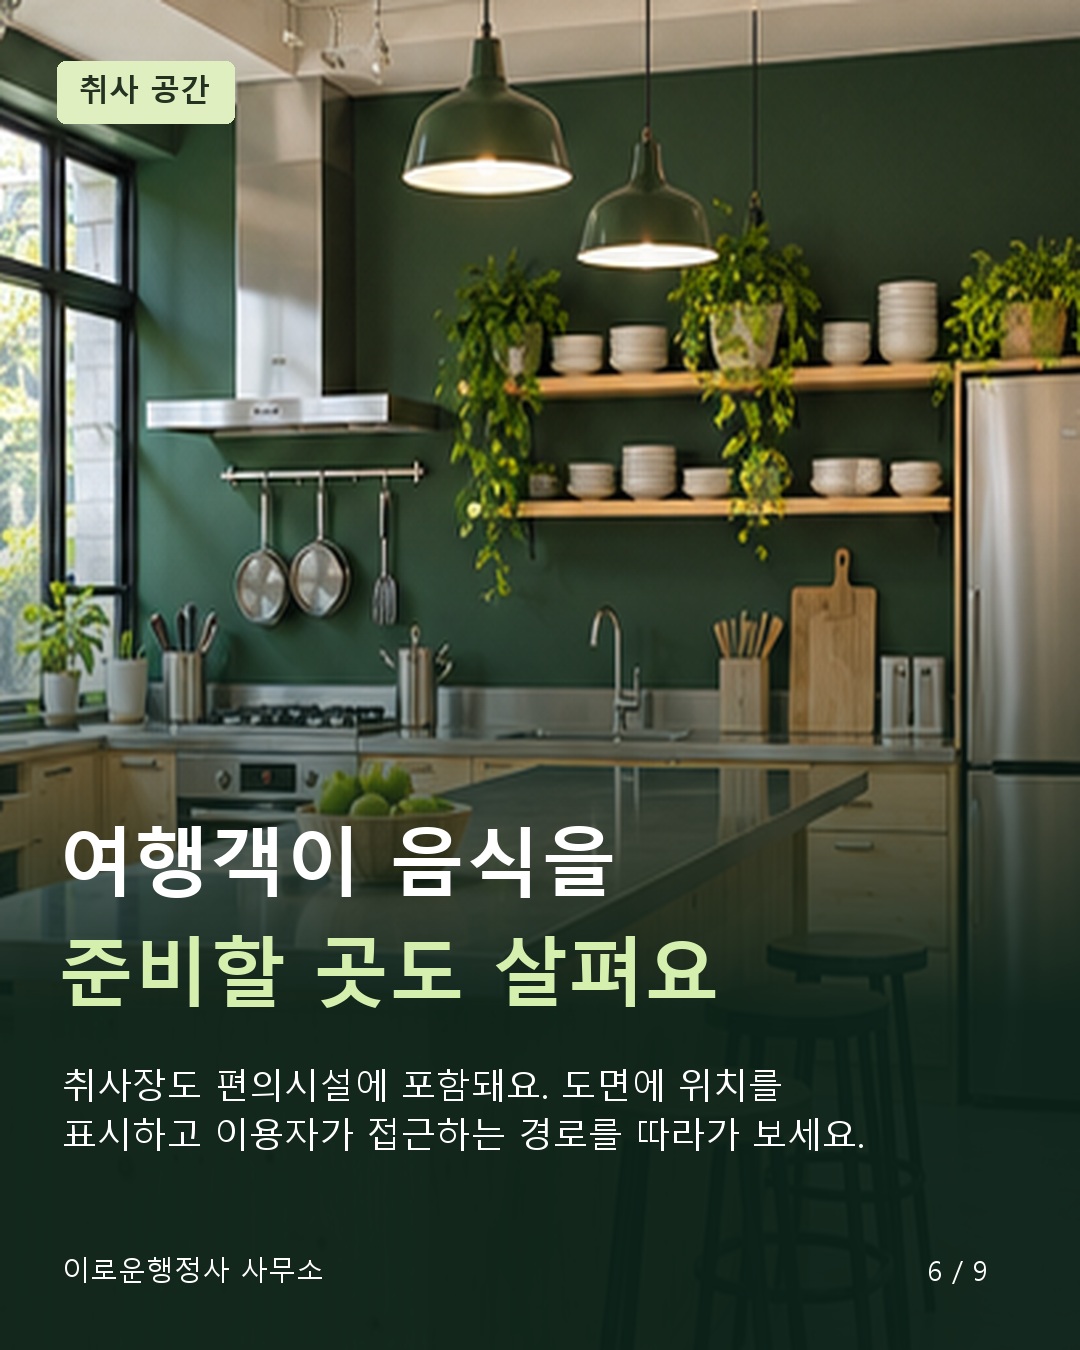 취사 공간
여행객이 음식을
준비할 곳도 살펴요
취사장도 편의시설에 포함돼요. 도면에 위치를
표시하고 이용자가 접근하는 경로를 따라가 보세요.
이로운행정사 사무소
6 / 9